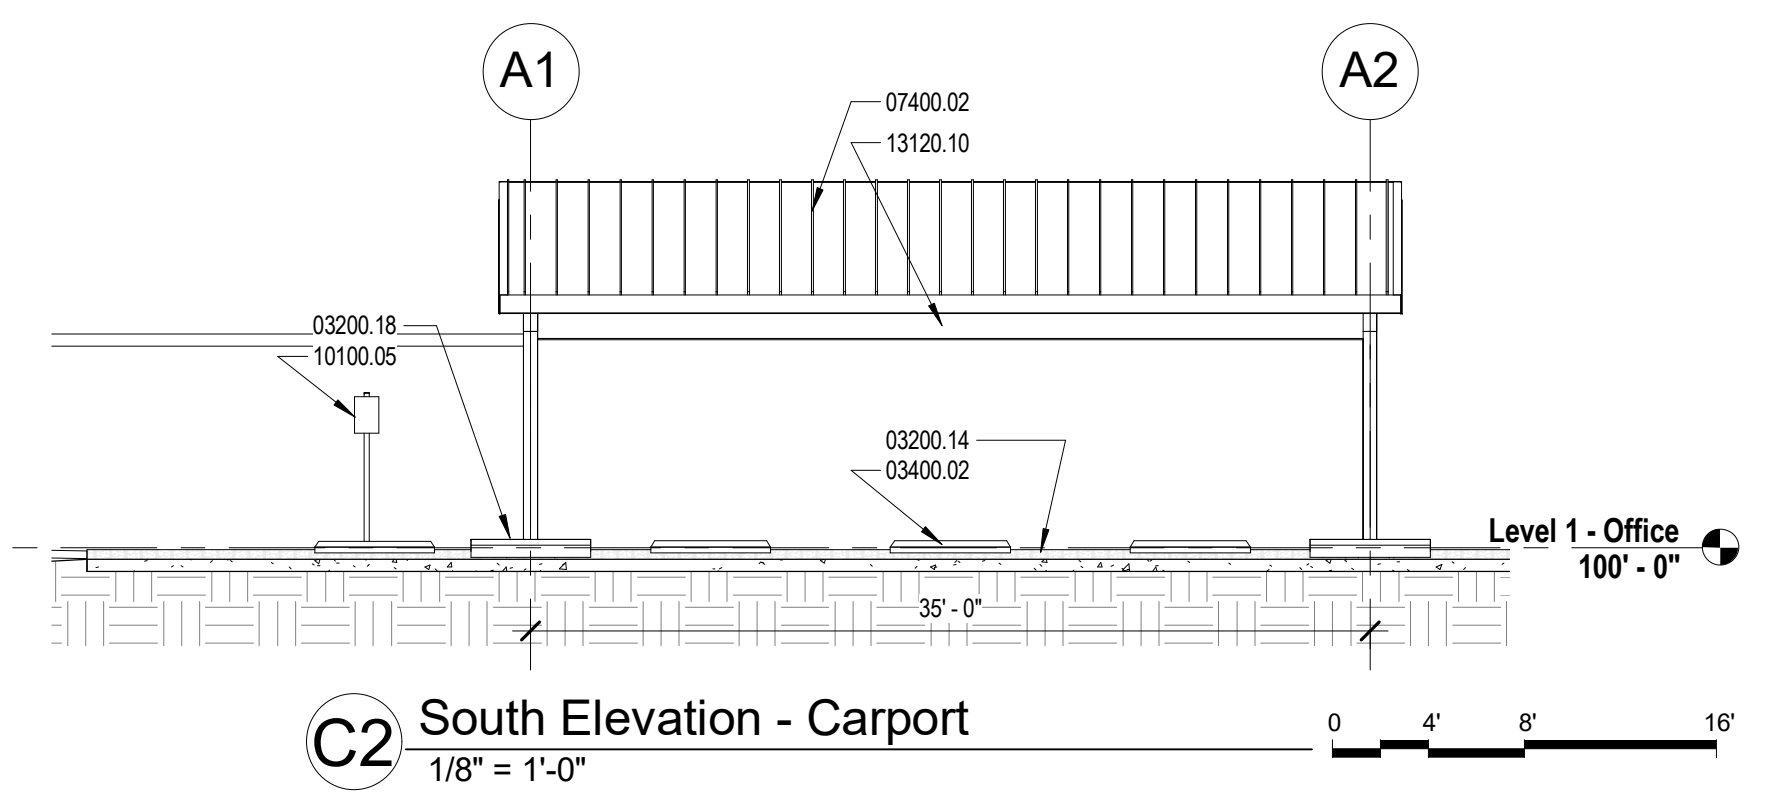 A1
A2
07400.02
13120.10
03200.18
10100.05
03200.14
03400.02
Level 1 - Office
100' - 0"
35' - 0"
C2
South Elevation - Carport
1/8" = 1'-0"
0 4' 8' 16'